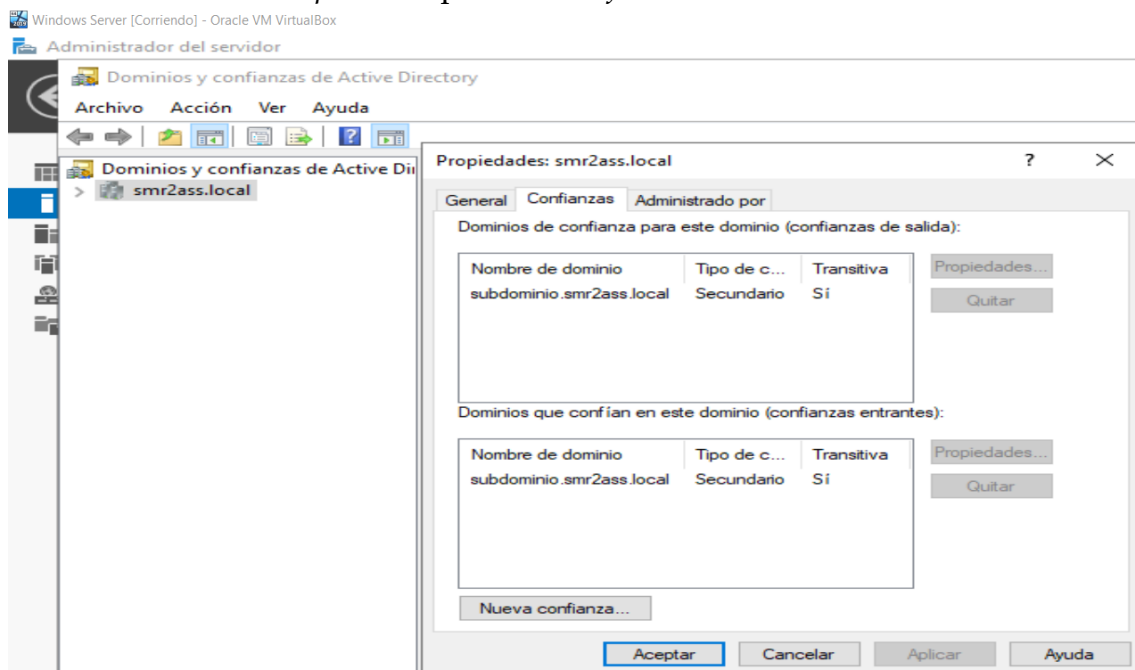 Windows Server [Corriendo] - Oracle VM VirtualBox
Administrador del servidor
Dominios y confianzas de Active Directory
Archivo Acción Ver Ayuda
Dominios y confianzas de Active Dir
smr2ass.local
Propiedades: smr2ass.local ? ×
General Confianzas Administrado por
Dominios de confianza para este dominio (confianzas de salida):
Nombre de dominio Tipo de c... Transitiva
subdominio.smr2ass.local Secundario Sí
Propiedades...
Quitar
Dominios que confían en este dominio (confianzas entrantes):
Nombre de dominio Tipo de c... Transitiva
subdominio.smr2ass.local Secundario Sí
Propiedades...
Quitar
Nueva confianza...
Aceptar Cancelar Aplicar Ayuda